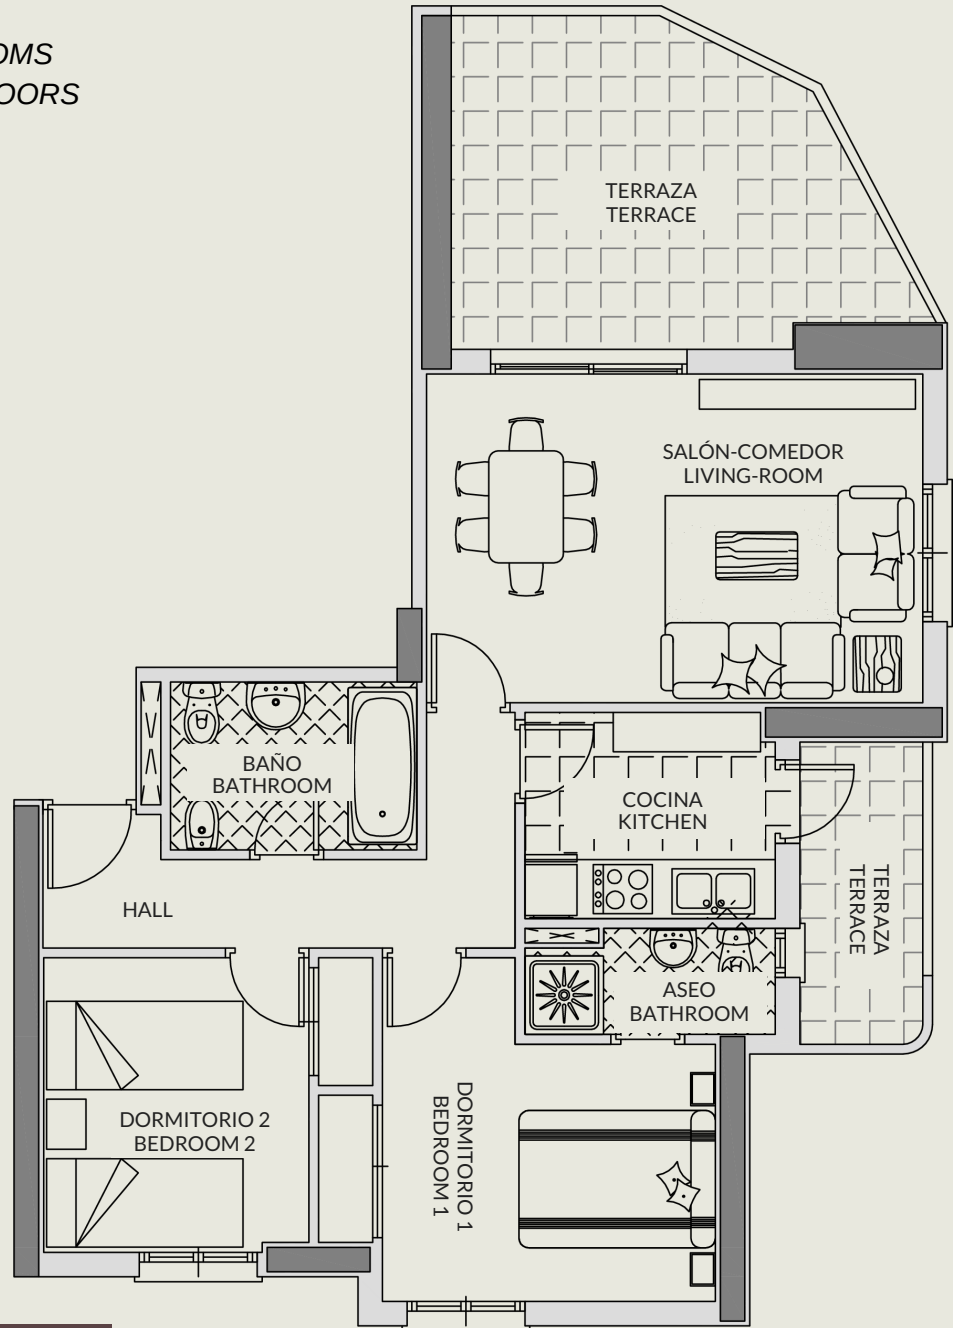 OMS
OORS
TERRAZA
TERRACE
SALÓN-COMEDOR
LIVING-ROOM
BAÑO
BATHROOM
COCINA
KITCHEN
TERRAZA
TERRACE
HALL
ASEO
BATHROOM
DORMITORIO 2
BEDROOM 2
DORMITORIO 1
BEDROOM 1